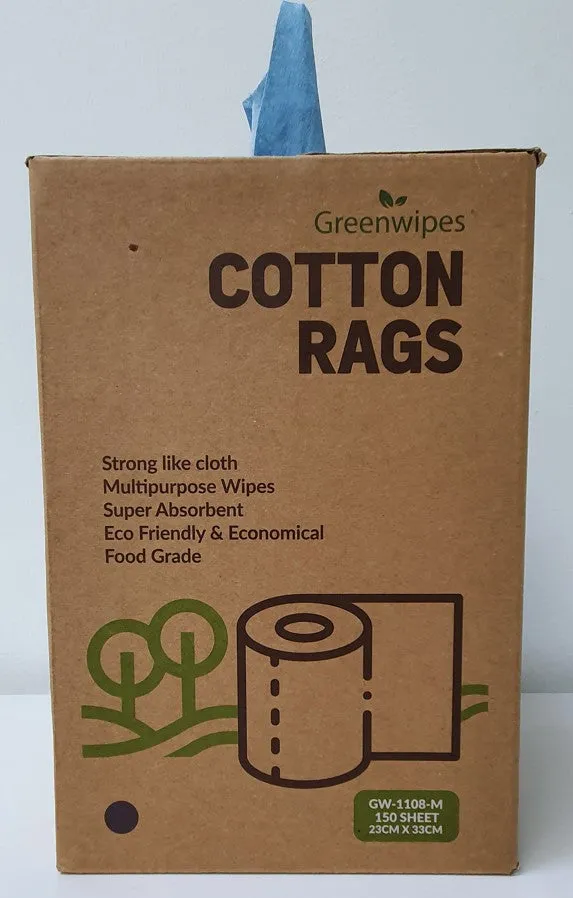 Greenwipes
COTTON
RAGS
Strong like cloth
Multipurpose Wipes
Super Absorbent
Eco Friendly & Economical
Food Grade
GW-1108-M
150 SHEET
23CM X 33CM